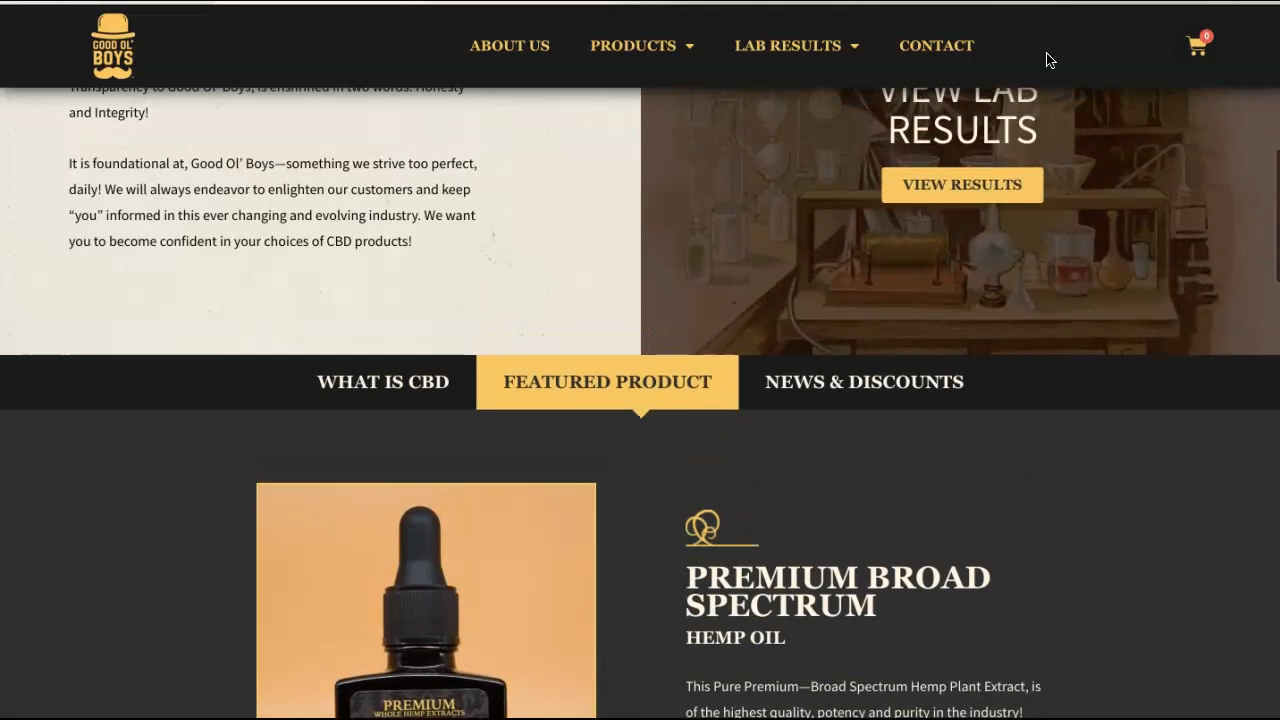 GOOD OL'
BOYS
ABOUT US
PRODUCTS
LAB RESULTS
CONTACT
0
Transparency to Good Ol' Boys, is enshrined in two words: Honesty
and Integrity!
It is foundational at, Good Ol’ Boys—something we strive too perfect,
daily! We will always endeavor to enlighten our customers and keep
“you” informed in this ever changing and evolving industry. We want
you to become confident in your choices of CBD products!
VIEW LAB
RESULTS
VIEW RESULTS
WHAT IS CBD
FEATURED PRODUCT
NEWS & DISCOUNTS
PREMIUM
WHOLE HEMP EXTRACTS
PREMIUM BROAD
SPECTRUM
HEMP OIL
This Pure Premium—Broad Spectrum Hemp Plant Extract, is
of the highest quality, potency and purity in the industry!